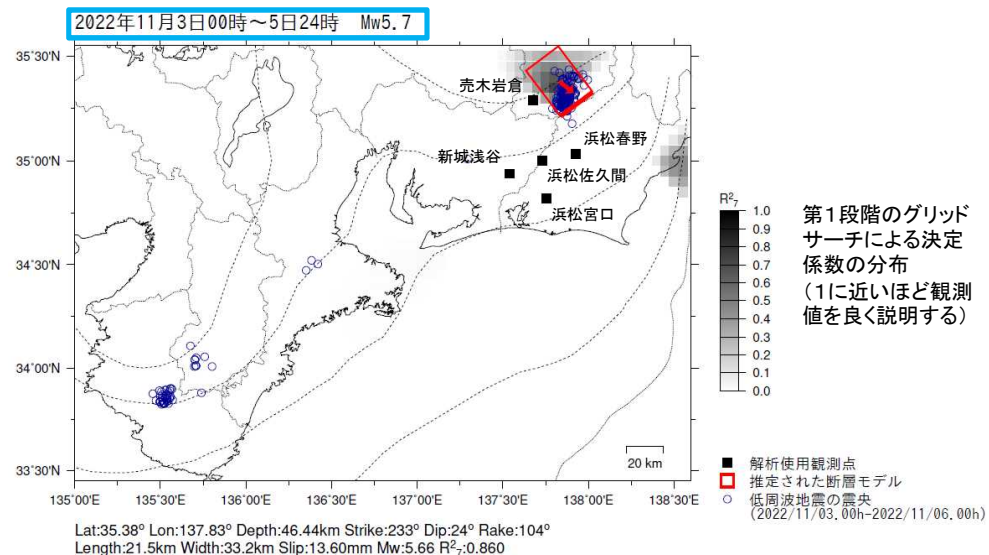 2022年11月3日00時～5日24時　Mw5.7
35°30'N
35°00'N
34°30'N
34°00'N
33°30'N
135°00'E
135°30'E
136°00'E
136°30'E
137°00'E
137°30'E
138°00'E
138°30'E
売木岩倉
浜松春野
新城浅谷
浜松佐久間
浜松宮口
20 km
R²₇
1.0
0.9
0.8
0.7
0.6
0.5
0.4
0.3
0.2
0.1
0.0
第１段階のグリッド
サーチによる決定
係数の分布
（１に近いほど観測
値を良く説明する）
解析使用観測点
推定された断層モデル
低周波地震の震央
(2022/11/03.00h-2022/11/06.00h)
Lat:35.38° Lon:137.83° Depth:46.44km Strike:233° Dip:24° Rake:104°
Length:21.5km Width:33.2km Slip:13.60mm Mw:5.66 R²₇:0.860